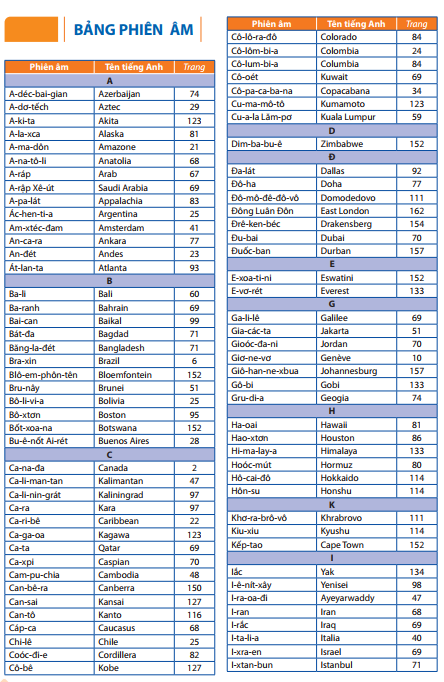 BẢNG PHIÊN ÂM
Phiên âm Tên tiếng Anh Trang
A
A-déc-bai-gian Azerbaijan 74
A-dơ-tếch Aztec 29
A-ki-ta Akita 123
A-la-xca Alaska 81
A-ma-dôn Amazone 21
A-na-tô-li Anatolia 68
A-ráp Arab 67
A-rập Xê-út Saudi Arabia 69
A-pa-lát Appalachia 83
Ác-hen-ti-a Argentina 25
Am-xtéc-đam Amsterdam 41
An-ca-ra Ankara 77
An-đét Andes 23
Át-lan-ta Atlanta 93
B
Ba-li Bali 60
Ba-ranh Bahrain 69
Bai-can Baikal 99
Bát-đa Bagdad 71
Băng-la-đét Bangladesh 71
Bra-xin Brazil 6
Blô-em-phôn-tên Bloemfontein 152
Bru-nây Brunei 51
Bô-li-vi-a Bolivia 25
Bô-xtơn Boston 95
Bốt-xoa-na Botswana 152
Bu-ê-nốt Ai-rét Buenos Aires 28
C
Ca-na-đa Canada 2
Ca-li-man-tan Kalimantan 47
Ca-li-nin-grát Kaliningrad 97
Ca-ra Kara 97
Ca-ri-bê Caribbean 22
Ca-ga-oa Kagawa 123
Ca-ta Qatar 69
Ca-xpi Caspian 70
Cam-pu-chia Cambodia 48
Can-bê-ra Canberra 150
Can-sai Kansai 127
Can-tô Kanto 116
Cáp-ca Caucasus 68
Chi-lê Chile 25
Coóc-đi-e Cordillera 82
Cô-bê Kobe 127
Phiên âm Tên tiếng Anh Trang
Cô-lô-ra-đô Colorado 84
Cô-lôm-bi-a Colombia 24
Cô-lum-bi-a Columbia 84
Cô-oét Kuwait 69
Cô-pa-ca-ba-na Copacabana 34
Cu-ma-mô-tô Kumamoto 123
Cu-a-la Lăm-pơ Kuala Lumpur 59
D
Dim-ba-bu-ê Zimbabwe 152
Đ
Đa-lát Dallas 92
Đô-ha Doha 77
Đô-mô-đê-đô-vô Domodedovo 111
Đông Luân Đôn East London 162
Đrê-ken-béc Drakensberg 154
Đu-bai Dubai 70
Đuốc-ban Durban 157
E
E-xoa-ti-ni Eswatini 152
E-vơ-rét Everest 133
G
Ga-li-lê Galilee 69
Gia-các-ta Jakarta 51
Gioóc-đa-ni Jordan 70
Giơ-ne-vơ Genève 10
Giô-han-ne-xbua Johannesburg 157
Gô-bi Gobi 133
Gru-di-a Geogia 74
H
Ha-oai Hawaii 81
Hao-xtơn Houston 86
Hi-ma-lay-a Himalaya 133
Hoóc-mút Hormuz 80
Hô-cai-đô Hokkaido 114
Hôn-su Honshu 114
K
Khơ-ra-brô-vô Khrabrovo 111
Kiu-xiu Kyushu 114
Kếp-tao Cape Town 152
I
Iắc Yak 134
I-ê-nít-xây Yenisei 98
I-ra-oa-đi Ayeyarwaddy 47
I-ran Iran 68
I-rắc Iraq 69
I-ta-li-a Italia 40
I-xra-en Israel 69
I-xtan-bun Istanbul 71